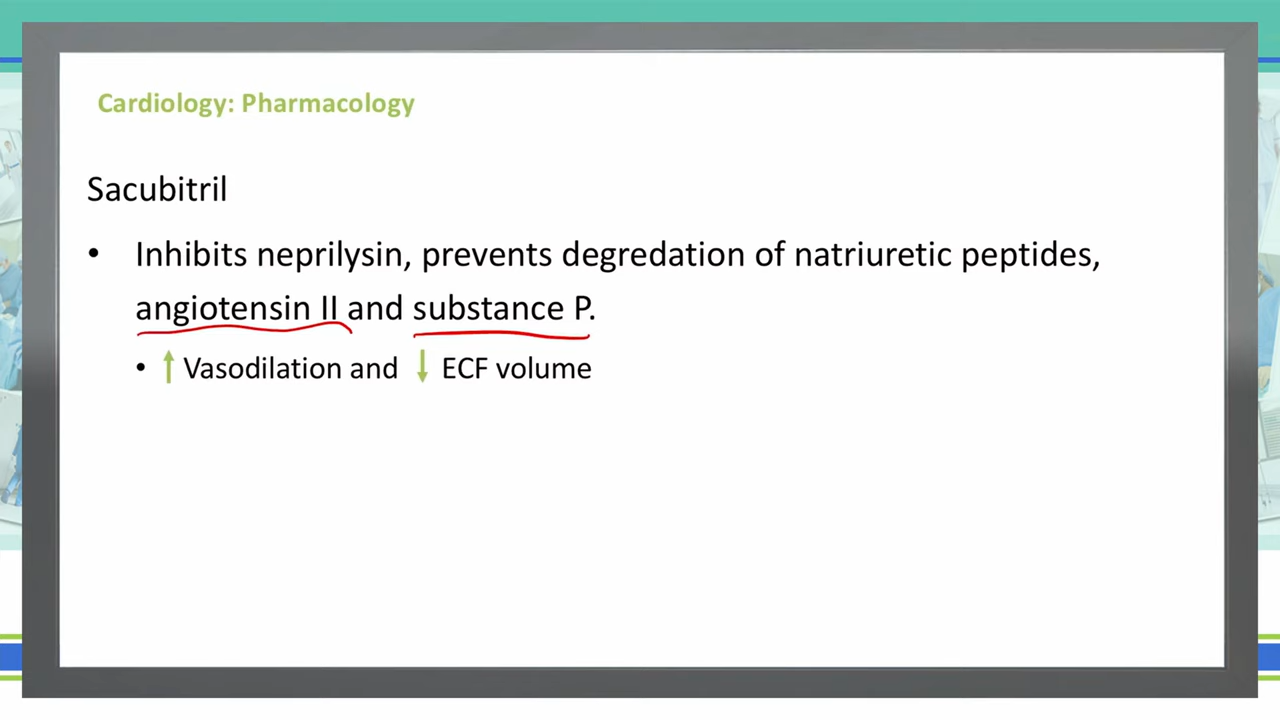 Cardiology: Pharmacology
Sacubitril
• Inhibits neprilysin, prevents degredation of natriuretic peptides,
angiotensin II and substance P.
• ↑ Vasodilation and ↓ ECF volume